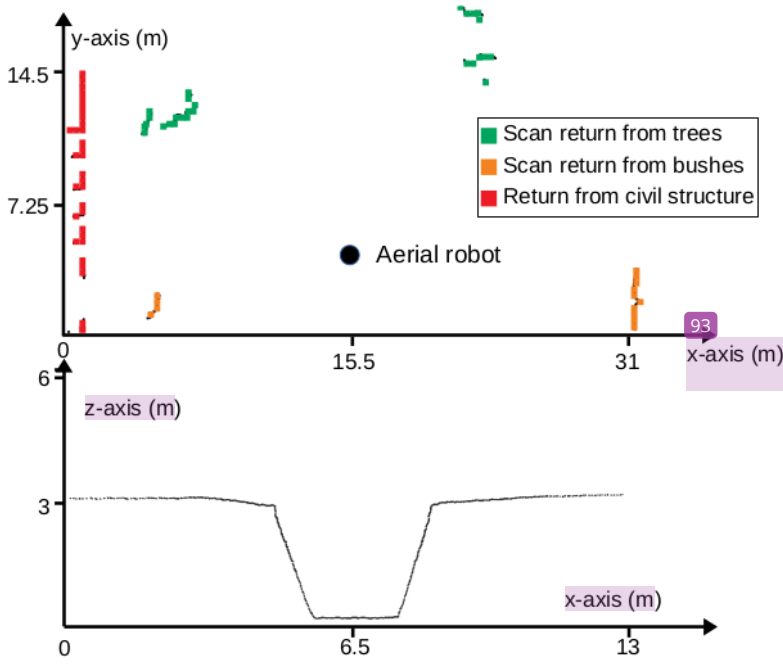 y-axis (m)
14.5
Scan return from trees
Scan return from bushes
Return from civil structure
7.25
Aerial robot
93
0
15.5
31
x-axis (m)
6
z-axis (m)
3
x-axis (m)
0
6.5
13